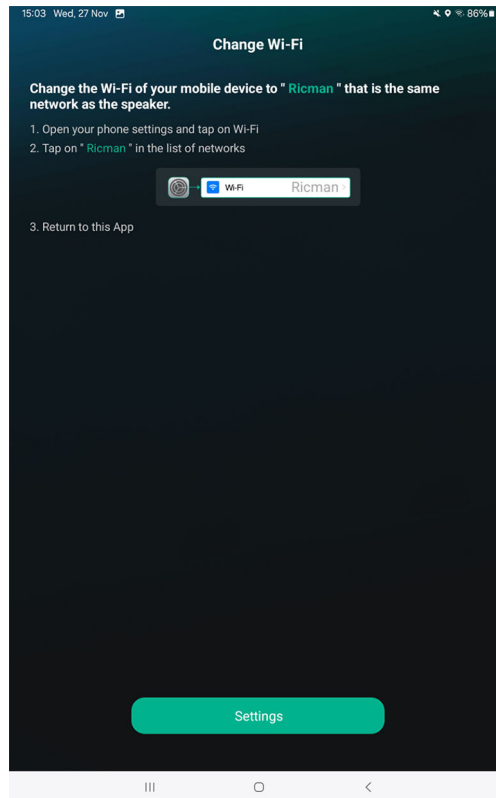 15:03 Wed, 27 Nov
86%
Change Wi-Fi
Change the Wi-Fi of your mobile device to " Ricman " that is the same
network as the speaker.
1. Open your phone settings and tap on Wi-Fi
2. Tap on " Ricman " in the list of networks
Wi-Fi Ricman
3. Return to this App
Settings